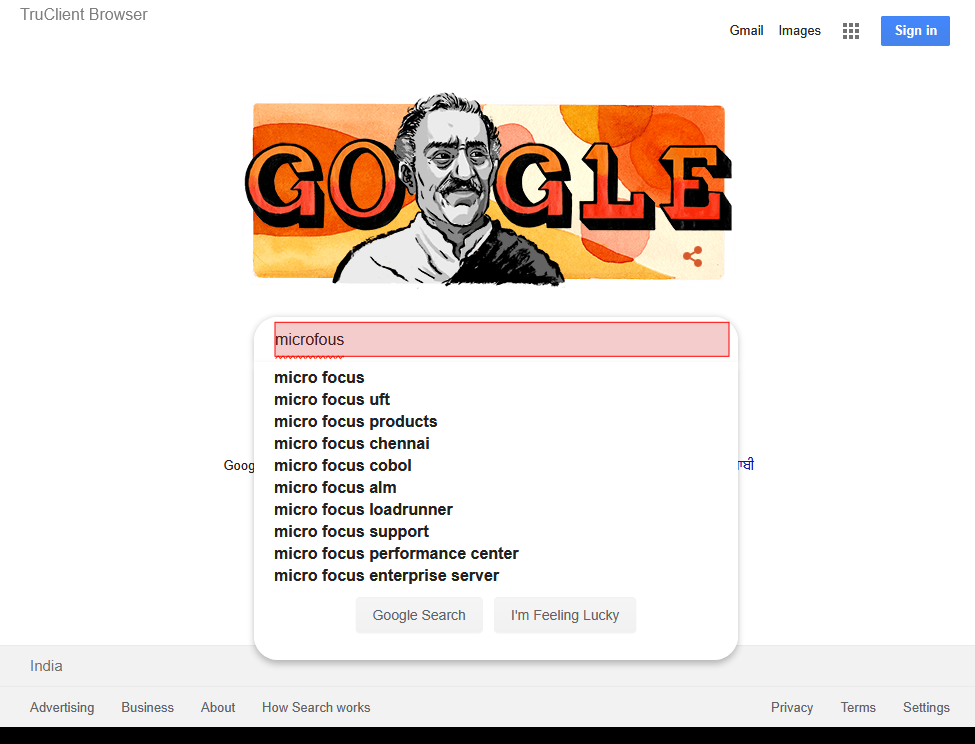 TruClient Browser
Gmail Images Sign in
GOOGLE
microfous
micro focus
micro focus uft
micro focus products
micro focus chennai
micro focus cobol
micro focus alm
micro focus loadrunner
micro focus support
micro focus performance center
micro focus enterprise server
Google Search I'm Feeling Lucky
India
Advertising Business About How Search works Privacy Terms Settings